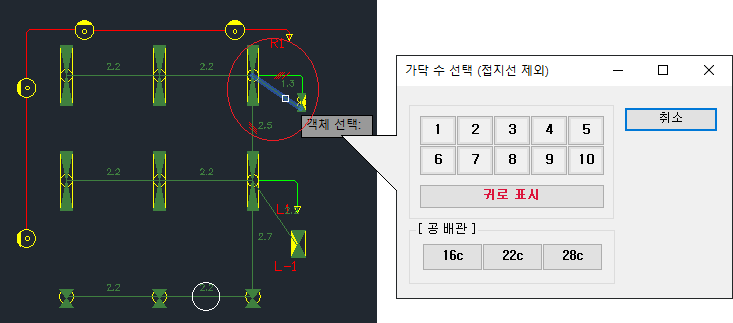 R1
2.2
2.2
1.3
객체 선택:
2.5
2.2
2.2
2.7
L-1
2.2
2.2
가닥 수 선택 (접지선 제외)
1 2 3 4 5
취소
6 7 8 9 10
귀로 표시
[ 공 배관 ]
16c 22c 28c